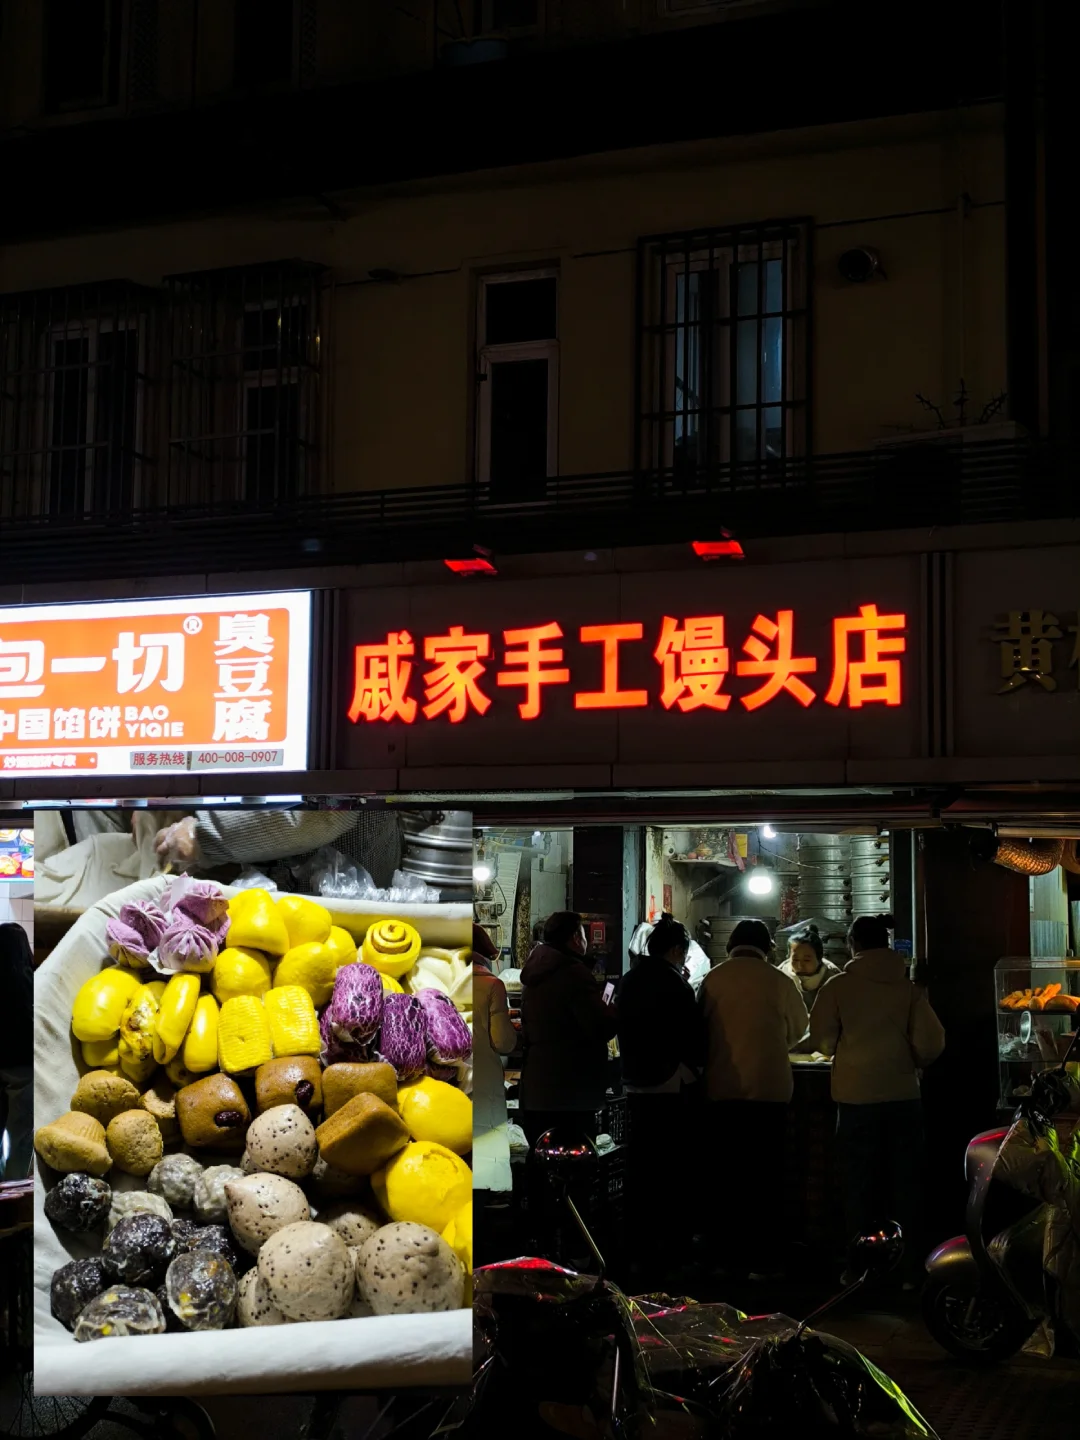 包一切®
臭豆腐
中国馅饼 BAO YIQIE
服务热线 400-008-0907
戚家手工馒头店
黄